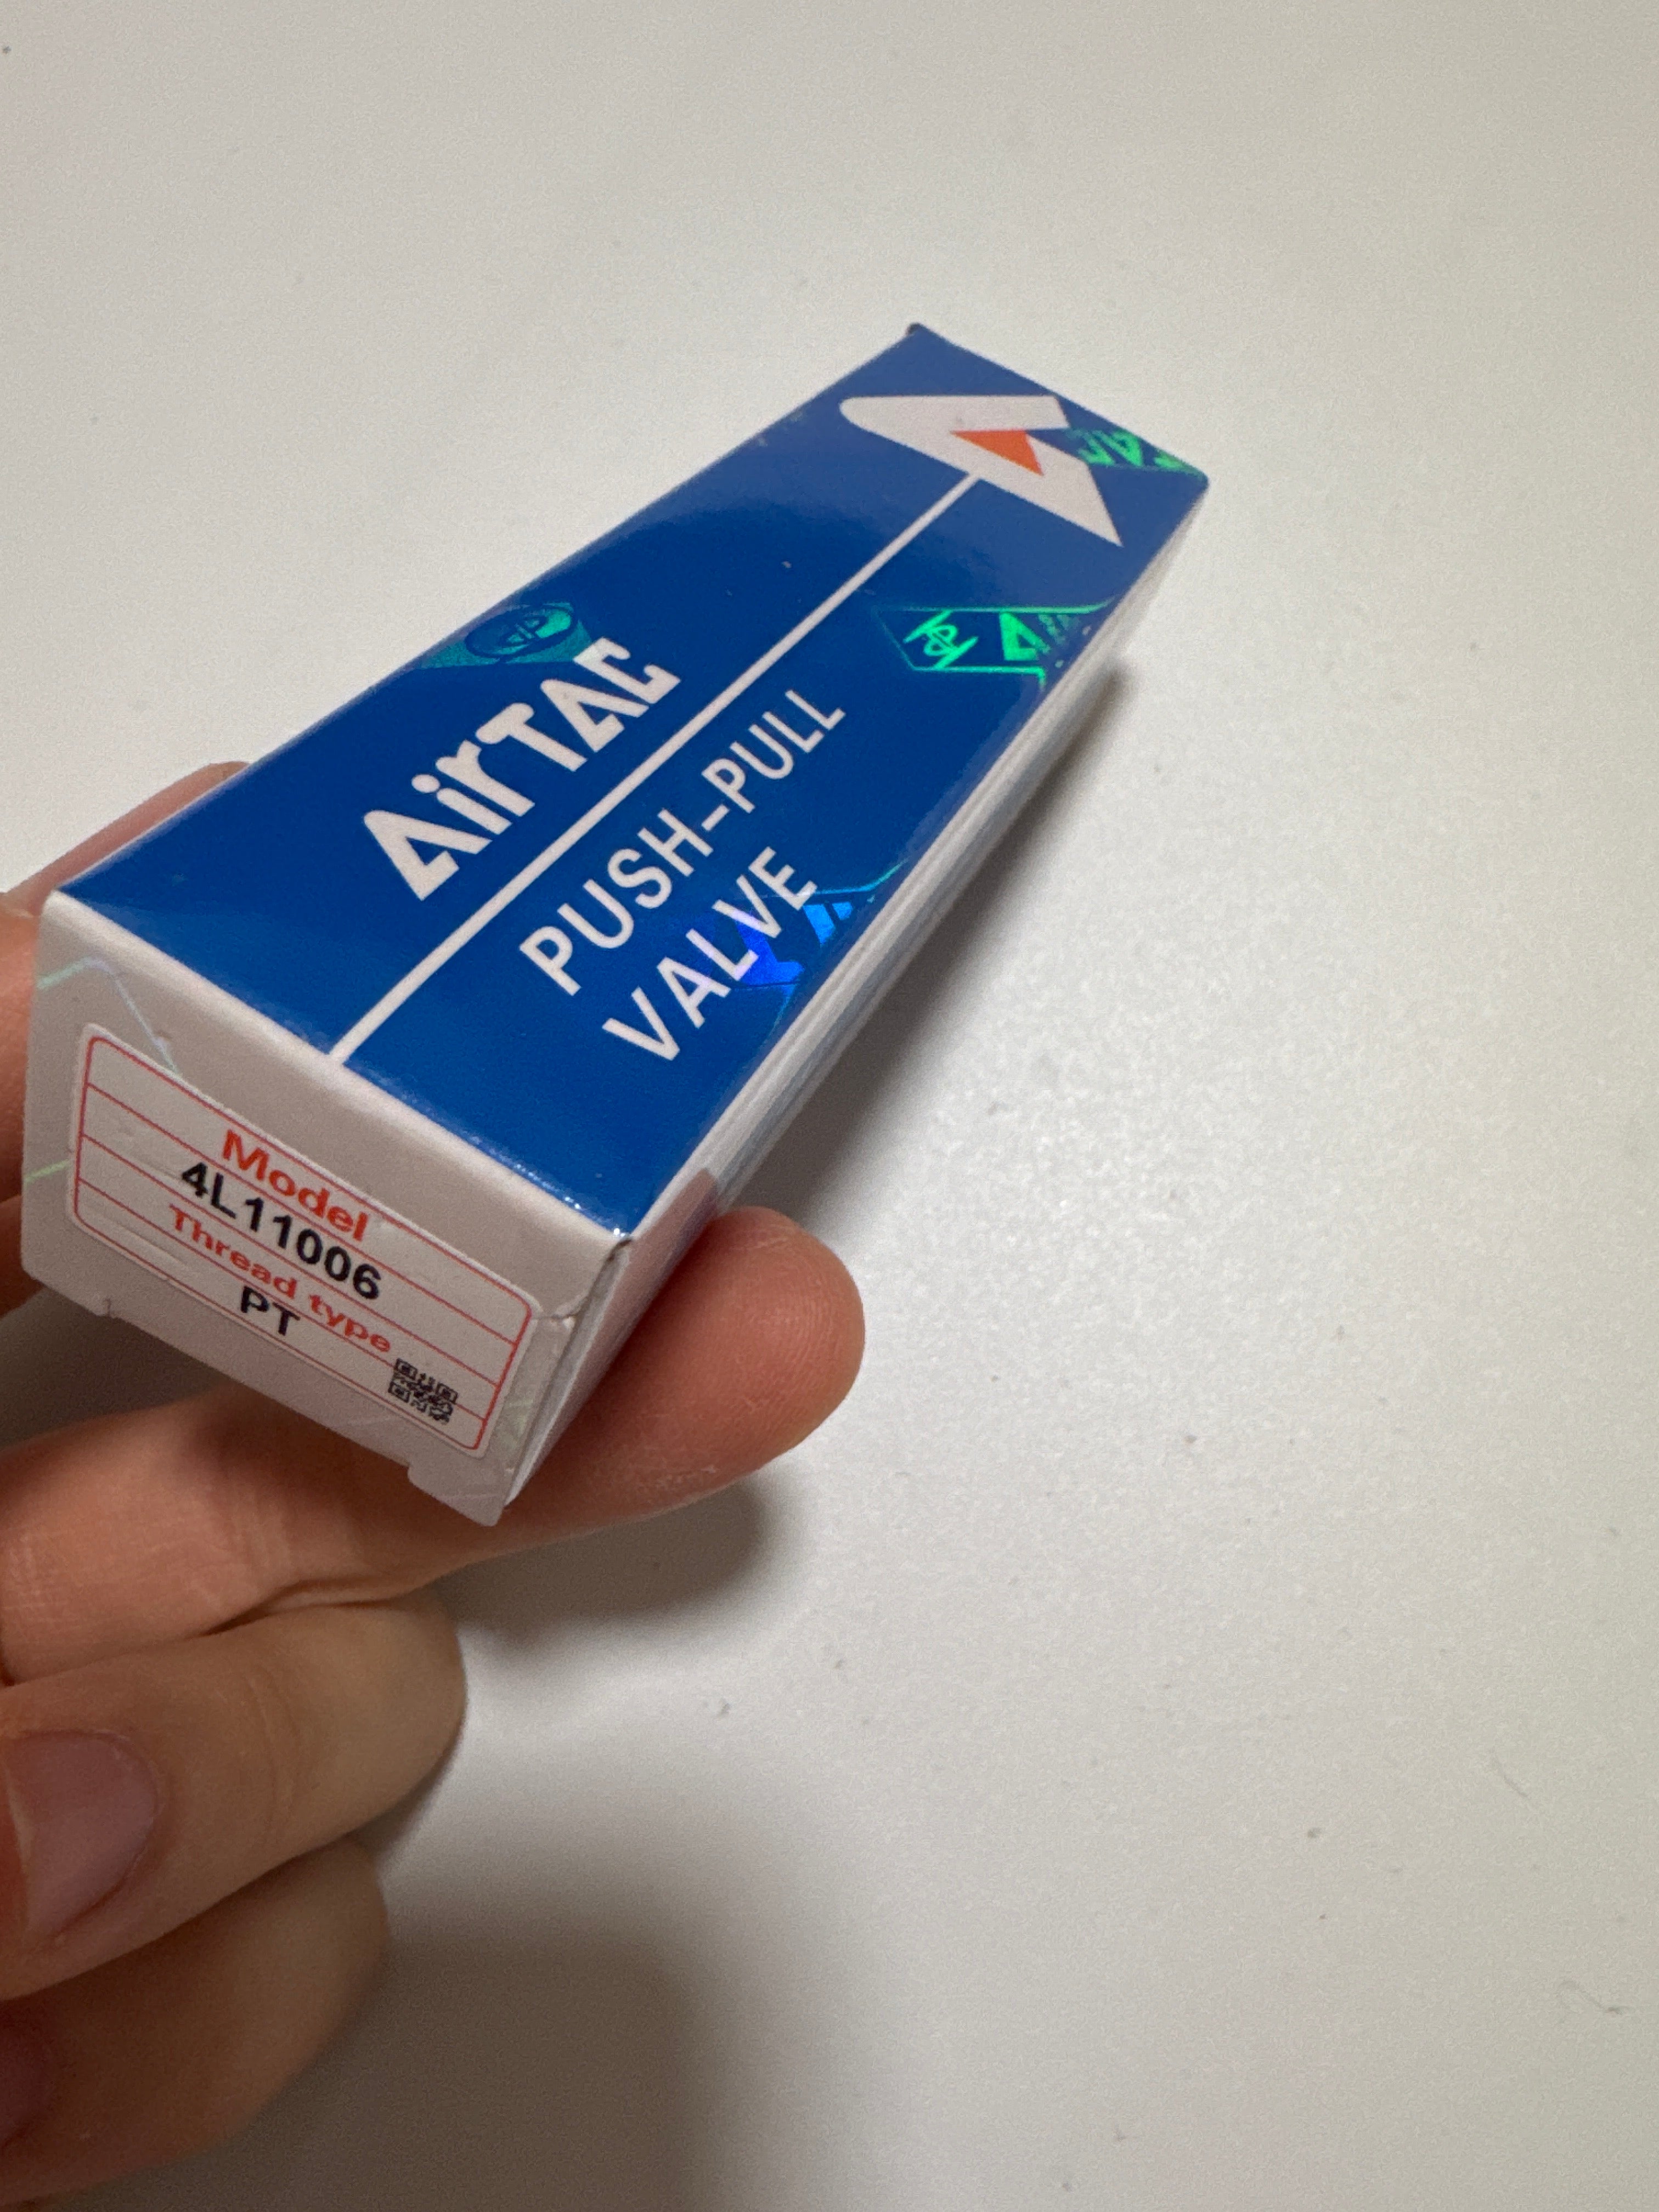 AirTAC
PUSH-PULL
VALVE
Model
4L11006
Thread type
PT